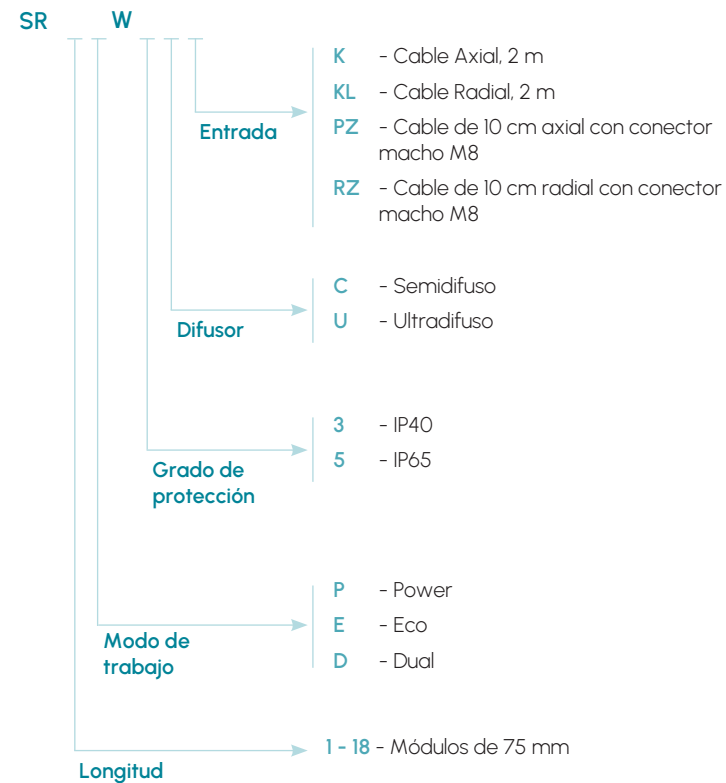 SR W
K - Cable Axial, 2 m
KL - Cable Radial, 2 m
PZ - Cable de 10 cm axial con conector
macho M8
RZ - Cable de 10 cm radial con conector
macho M8
Entrada
C - Semidifuso
U - Ultradifuso
Difusor
3 - IP40
5 - IP65
Grado de
protección
P - Power
E - Eco
D - Dual
Modo de
trabajo
1 - 18 - Módulos de 75 mm
Longitud